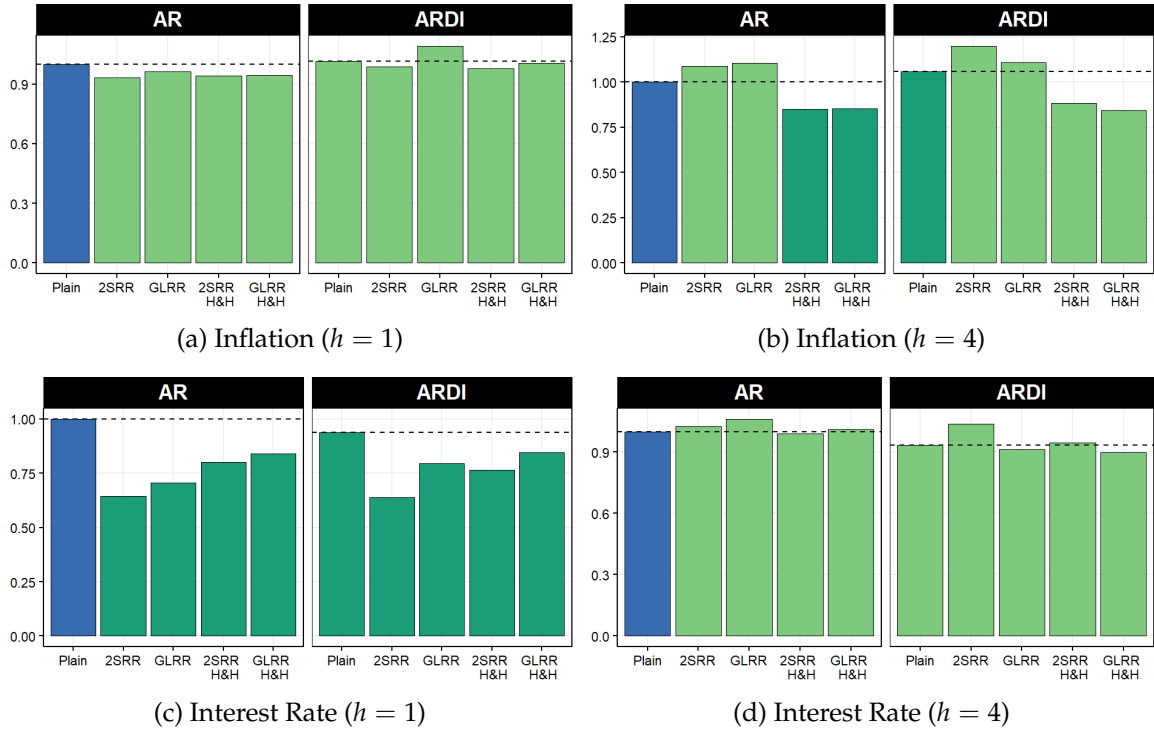 AR ARDI
0.9
0.6
0.3
0.0
Plain 2SRR GLRR 2SRR H&H GLRR H&H Plain 2SRR GLRR 2SRR H&H GLRR H&H
(a) Inflation (h = 1)
AR ARDI
1.25
1.00
0.75
0.50
0.25
0.00
Plain 2SRR GLRR 2SRR H&H GLRR H&H Plain 2SRR GLRR 2SRR H&H GLRR H&H
(b) Inflation (h = 4)
AR ARDI
1.00
0.75
0.50
0.25
0.00
Plain 2SRR GLRR 2SRR H&H GLRR H&H Plain 2SRR GLRR 2SRR H&H GLRR H&H
(c) Interest Rate (h = 1)
AR ARDI
0.9
0.6
0.3
0.0
Plain 2SRR GLRR 2SRR H&H GLRR H&H Plain 2SRR GLRR 2SRR H&H GLRR H&H
(d) Interest Rate (h = 4)